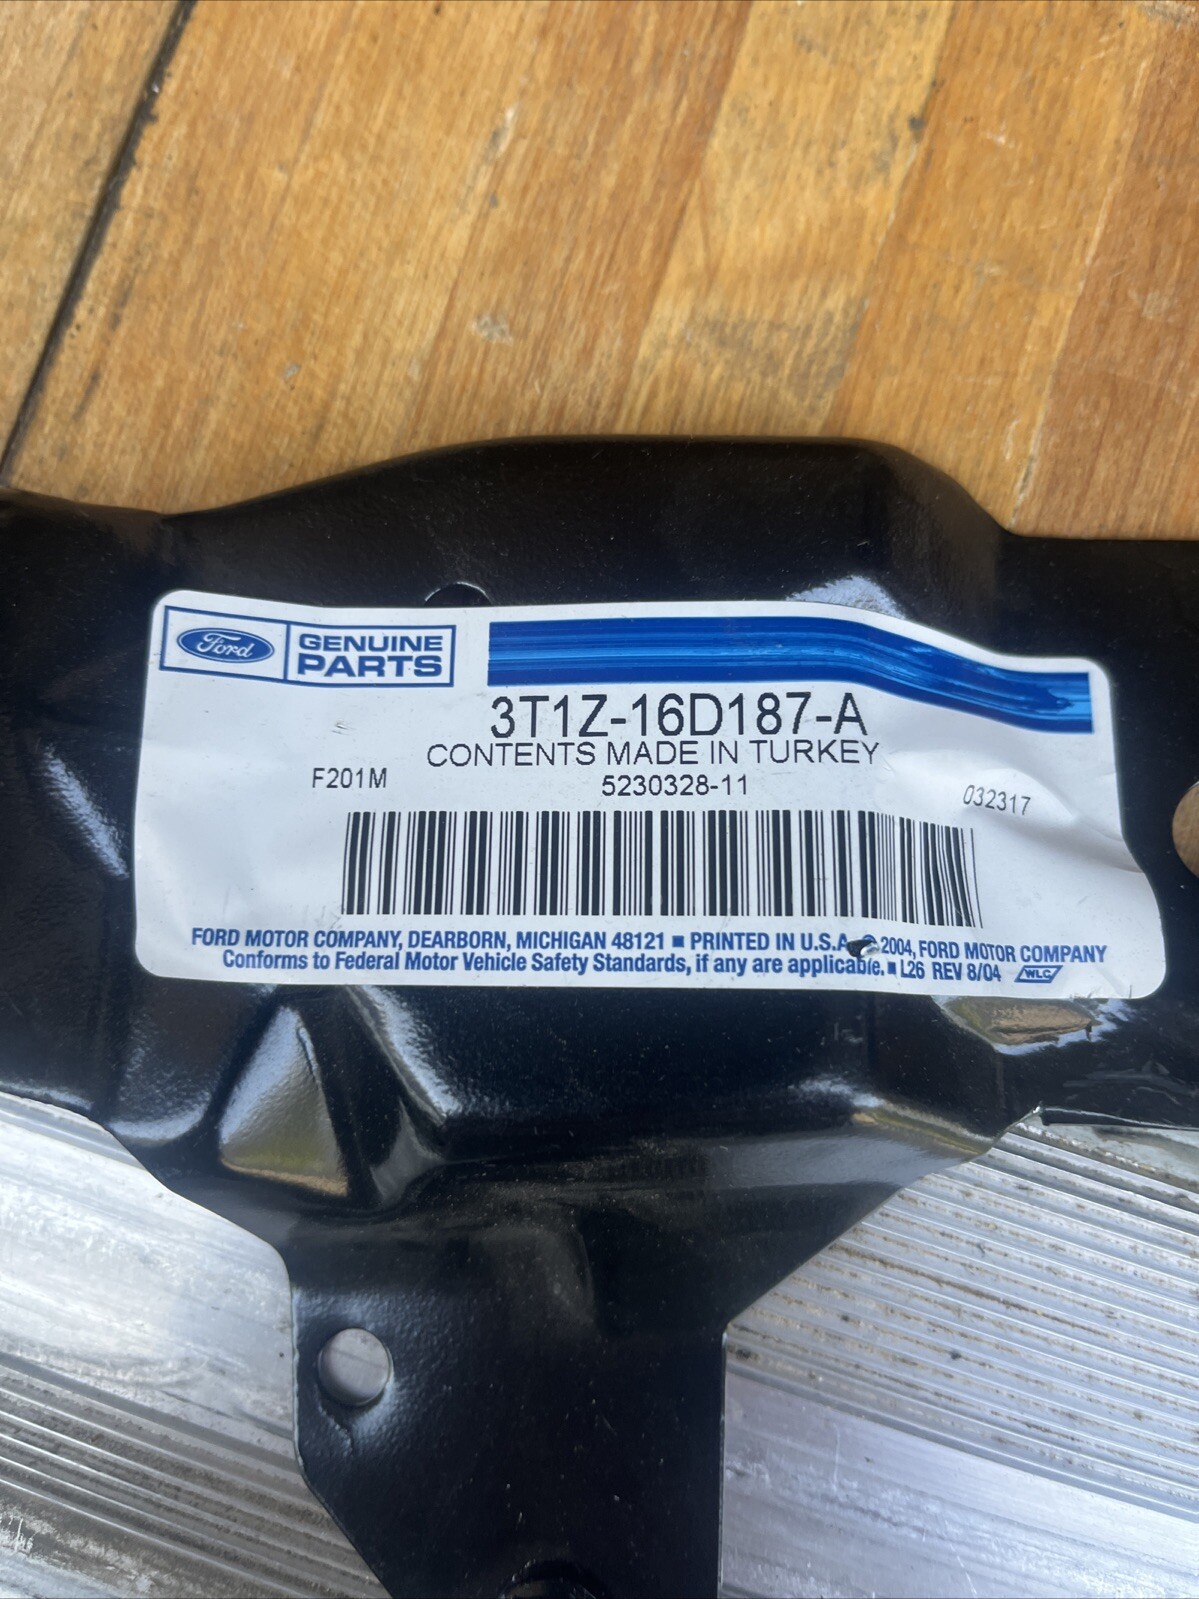 Ford GENUINE PARTS
3T1Z-16D187-A
CONTENTS MADE IN TURKEY
F201M 5230328-11 032317
FORD MOTOR COMPANY, DEARBORN, MICHIGAN 48121 ■ PRINTED IN U.S.A. © 2004, FORD MOTOR COMPANY
Conforms to Federal Motor Vehicle Safety Standards, if any are applicable. ■ L26 REV 8/04 WLC